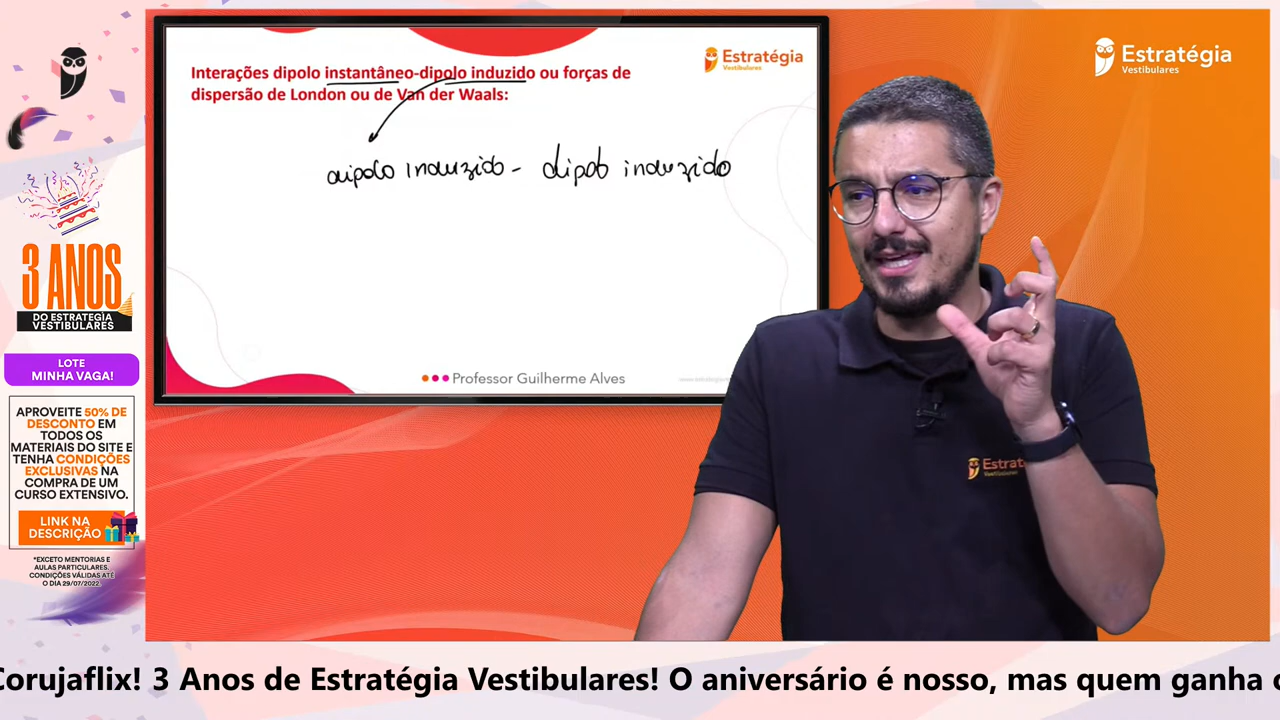 Estratégia
Vestibulares
Interações dipolo instantâneo-dipolo induzido ou forças de
dispersão de London ou de Van der Waals:
dipolo induzido - dipolo induzido
Professor Guilherme Alves
Estratégia
Vestibulares
Estrat
3 ANOS
DO ESTRATEGIA
VESTIBULARES
LOTE
MINHA VAGA!
APROVEITE 50% DE
DESCONTO EM
TODOS OS
MATERIAIS DO SITE E
TENHA CONDIÇÕES
EXCLUSIVAS NA
COMPRA DE UM
CURSO EXTENSIVO.
LINK NA
DESCRIÇÃO
*EXCETO MENTORIAS E
AULAS PARTICULARES.
CONDIÇÕES VÁLIDAS ATÉ
O DIA 29/07/2022.
Corujaflix! 3 Anos de Estratégia Vestibulares! O aniversário é nosso, mas quem ganha